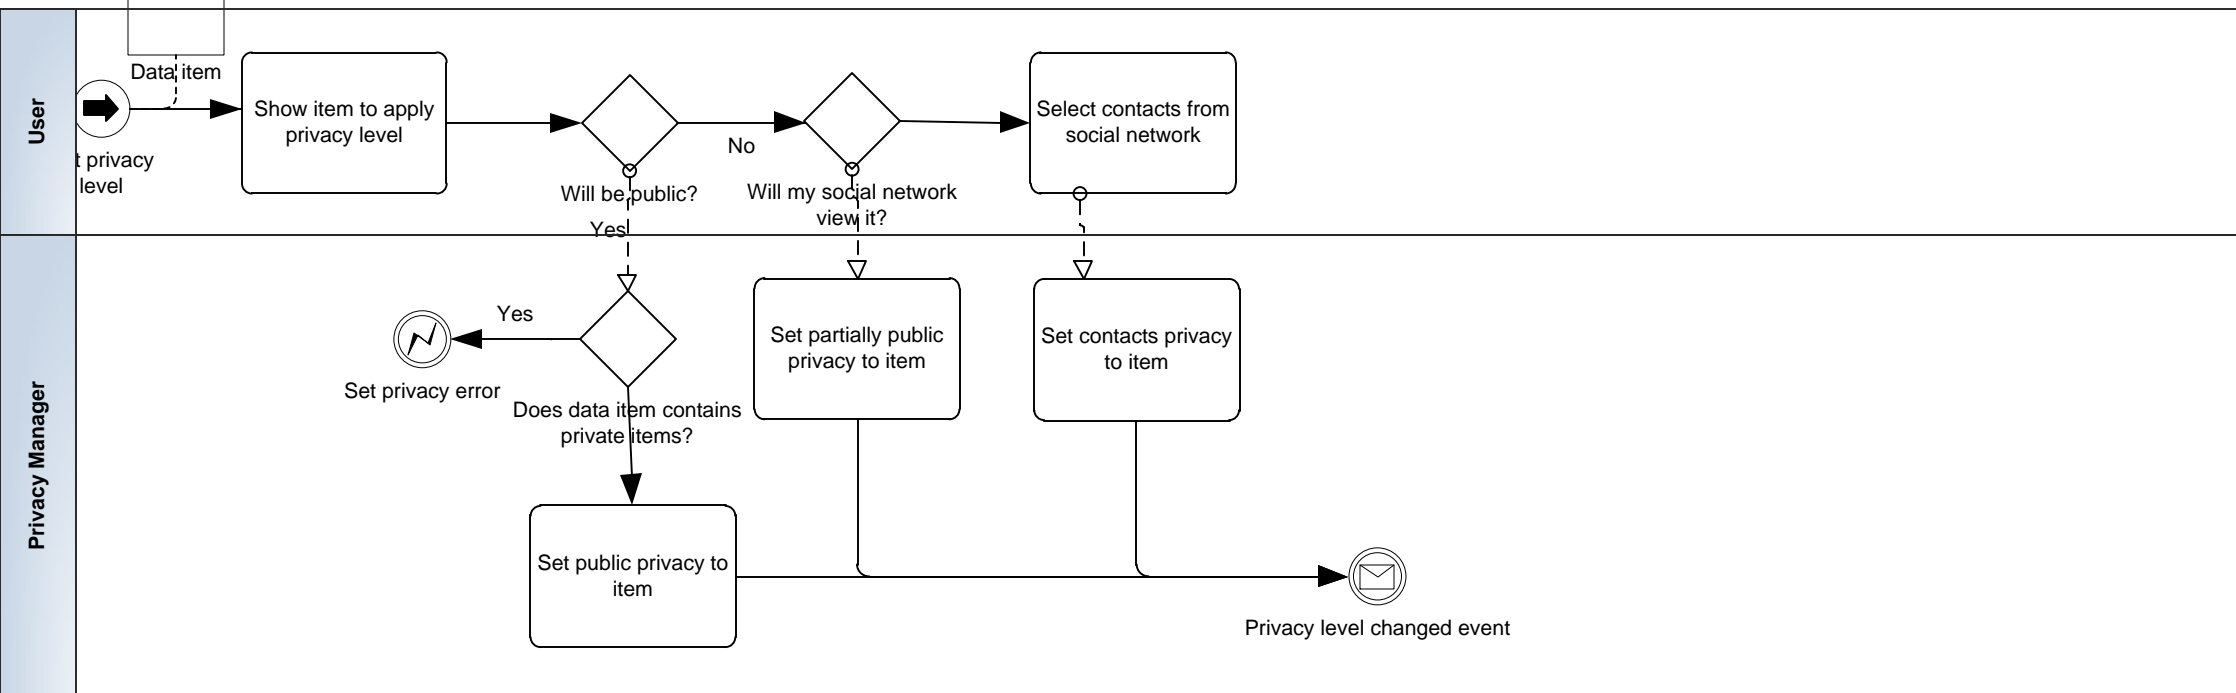 User
Data item
t privacy
level
Show item to apply
privacy level
Will be public?
No
Yes
Will my social network
view it?
Select contacts from
social network
Privacy Manager
Yes
Set privacy error
Does data item contains
private items?
Set partially public
privacy to item
Set contacts privacy
to item
Set public privacy to
item
Privacy level changed event